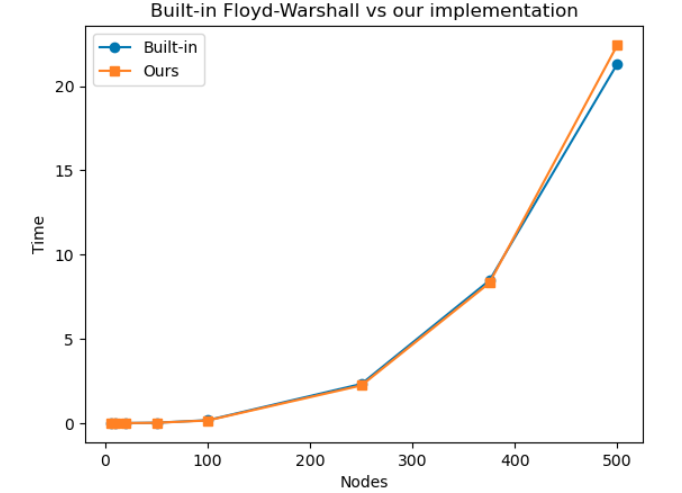 Built-in Floyd-Warshall vs our implementation
Built-in
Ours
20
15
10
5
0
Time
0 100 200 300 400 500
Nodes